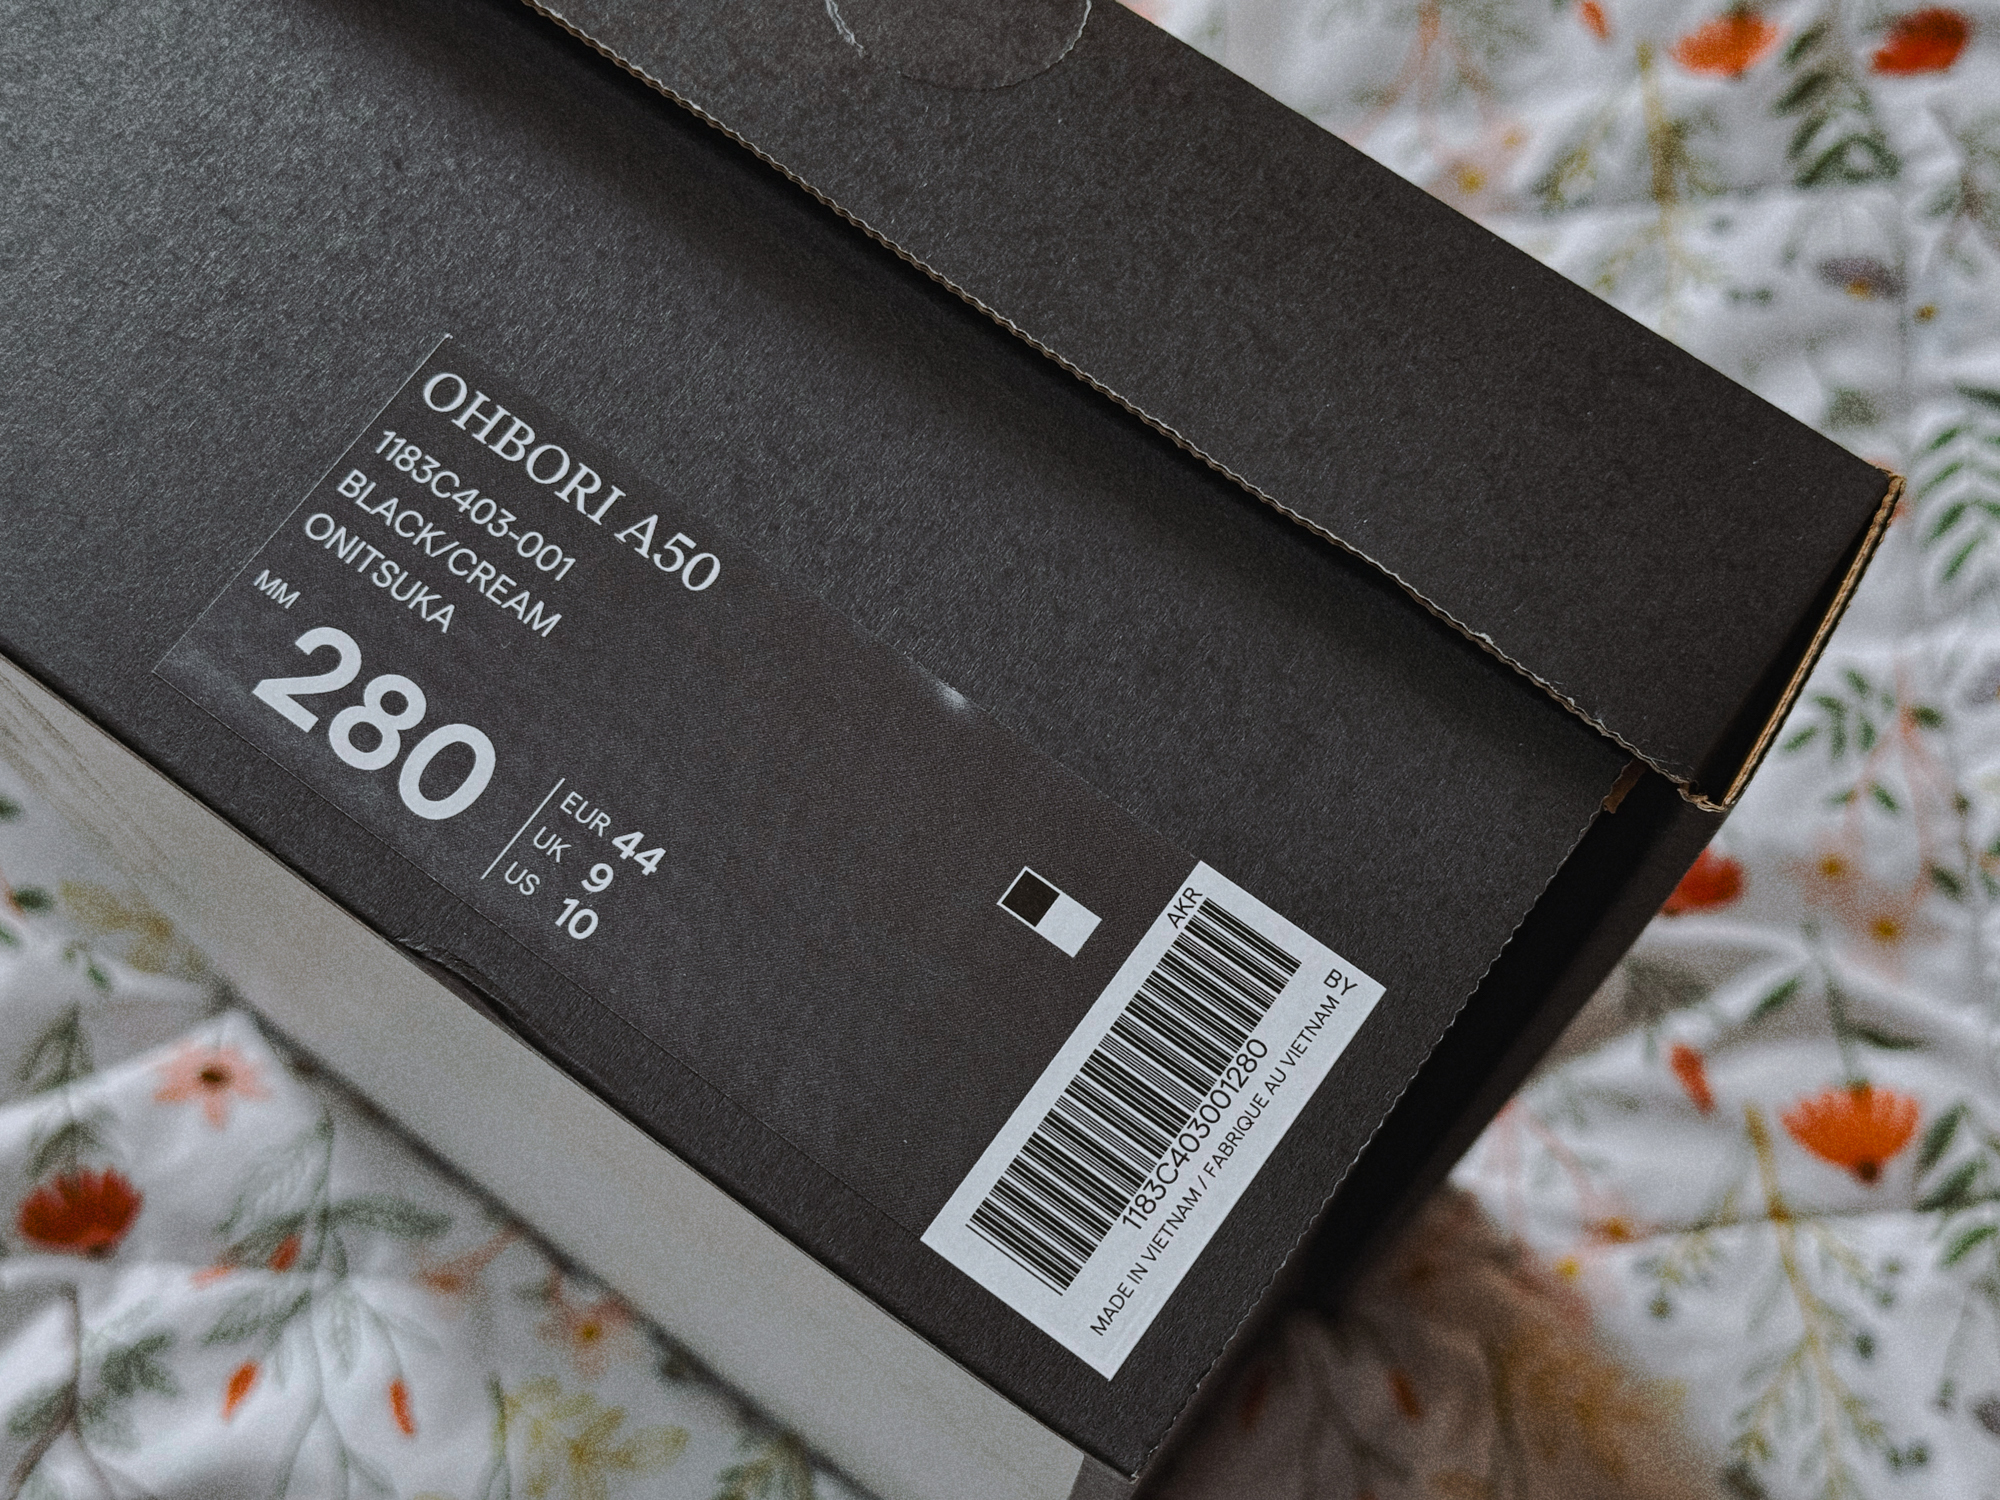 OHBORI A50
1183C403-001
BLACK/CREAM
ONITSUKA
MM
280
EUR 44
UK 9
US 10
AKR
1183C403001280
MADE IN VIETNAM / FABRIQUE AU VIETNAM
BY